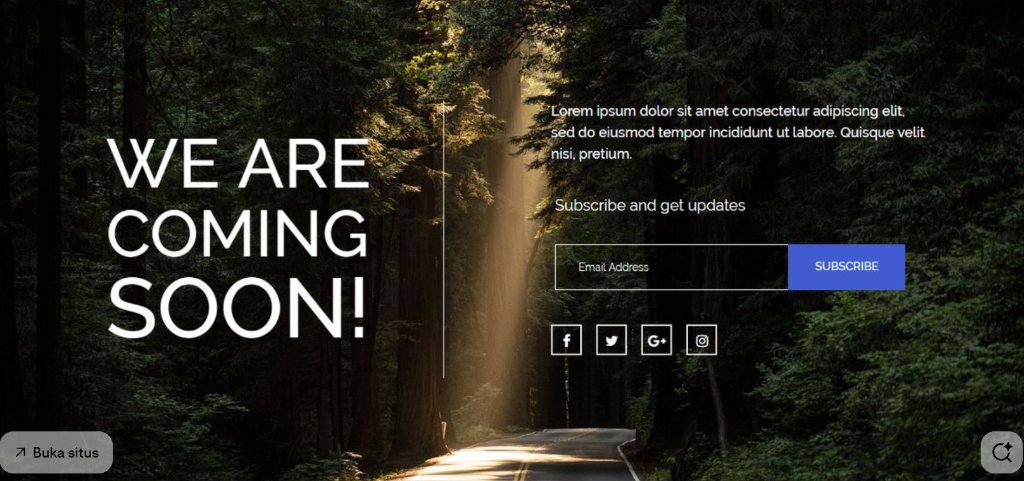 WE ARE
COMING
SOON!
Lorem ipsum dolor sit amet consectetur adipiscing elit,
sed do eiusmod tempor incididunt ut labore. Quisque velit
nisi, pretium.
Subscribe and get updates
Email Address
SUBSCRIBE
f
G+
Buka situs